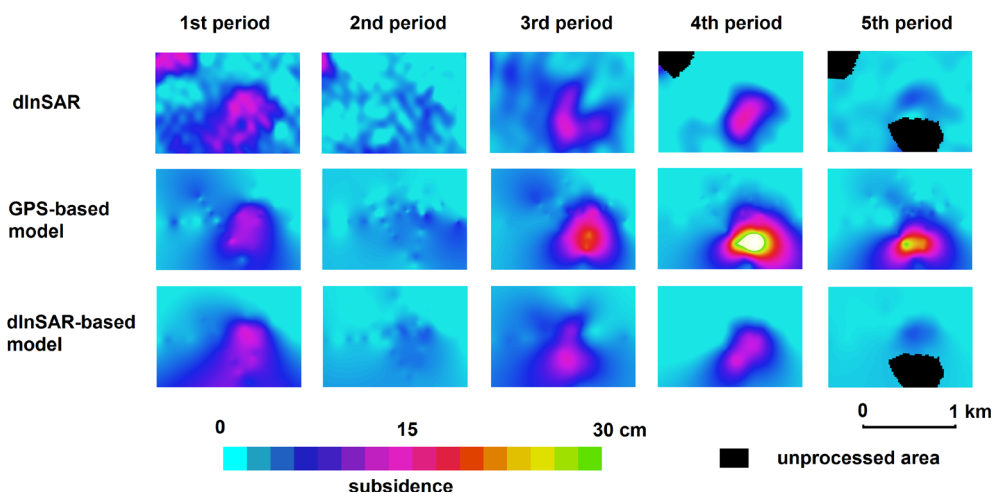 1st period 2nd period 3rd period 4th period 5th period
dInSAR
GPS-based
model
dInSAR-based
model
0 15 30 cm
subsidence
unprocessed area
0 1 km